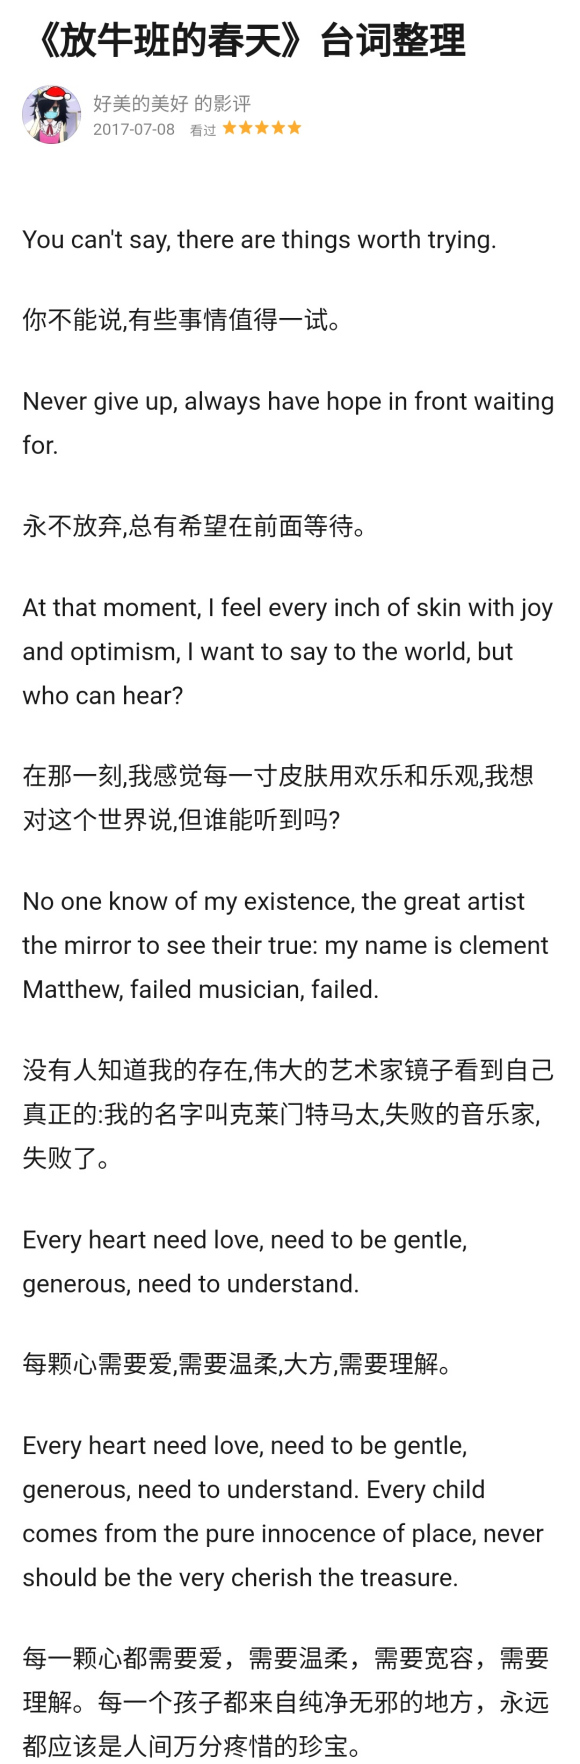 《放牛班的春天》台词整理
好美的美好 的影评
2017-07-08 看过 ★★★★★
You can't say, there are things worth trying.
你不能说,有些事情值得一试。
Never give up, always have hope in front waiting
for.
永不放弃,总有希望在前面等待。
At that moment, I feel every inch of skin with joy
and optimism, I want to say to the world, but
who can hear?
在那一刻,我感觉每一寸皮肤用欢乐和乐观,我想
对这个世界说,但谁能听到吗?
No one know of my existence, the great artist
the mirror to see their true: my name is clement
Matthew, failed musician, failed.
没有人知道我的存在,伟大的艺术家镜子看到自己
真正的:我的名字叫克莱门特马太,失败的音乐家,
失败了。
Every heart need love, need to be gentle,
generous, need to understand.
每颗心需要爱,需要温柔,大方,需要理解。
Every heart need love, need to be gentle,
generous, need to understand. Every child
comes from the pure innocence of place, never
should be the very cherish the treasure.
每一颗心都需要爱，需要温柔，需要宽容，需要
理解。每一个孩子都来自纯净无邪的地方，永远
都应该是人间万分疼惜的珍宝。